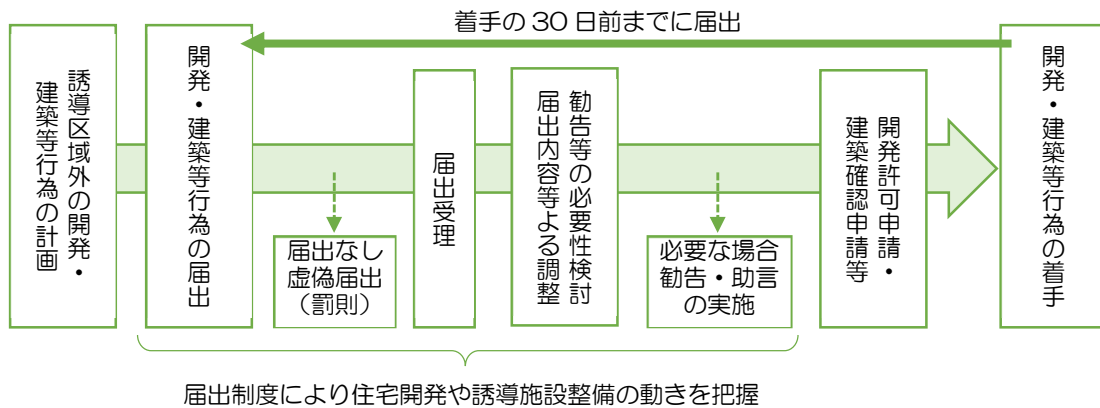 着手の30日前までに届出
誘導区域外の開発・
建築等行為の計画
開発・建築等行為の届出
届出なし
虚偽届出
（罰則）
届出受理
勧告等の必要性検討
届出内容等よる調整
必要な場合
勧告・助言
の実施
開発許可申請・
建築確認申請等
開発・建築等行為の着手
届出制度により住宅開発や誘導施設整備の動きを把握